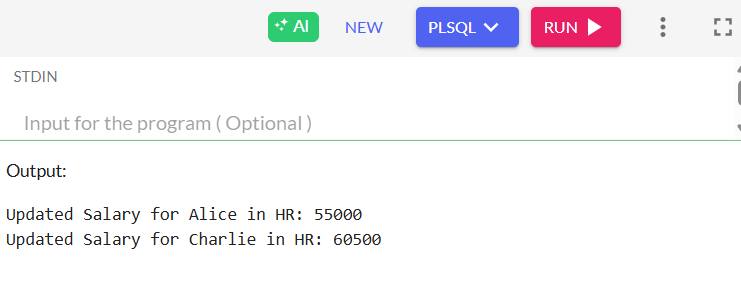 AI NEW PLSQL RUN
STDIN
Input for the program ( Optional )
Output:
Updated Salary for Alice in HR: 55000
Updated Salary for Charlie in HR: 60500